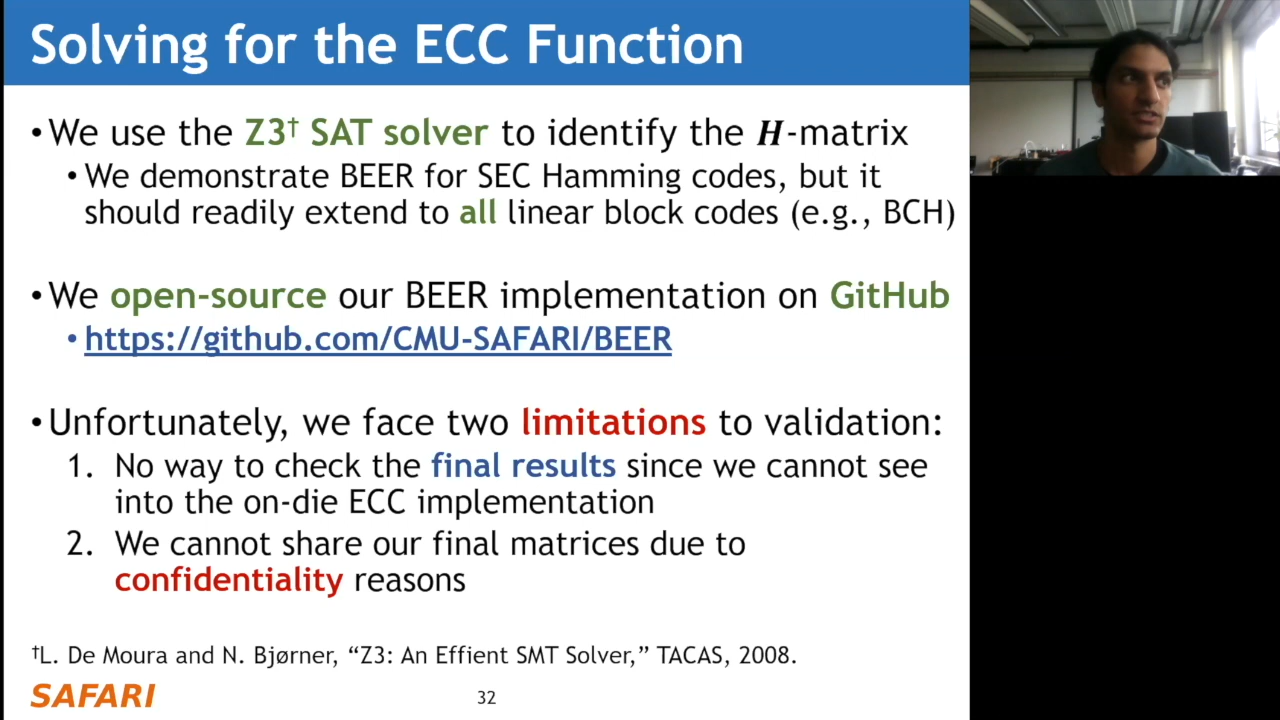 Solving for the ECC Function
•We use the Z3† SAT solver to identify the H-matrix
•We demonstrate BEER for SEC Hamming codes, but it
should readily extend to all linear block codes (e.g., BCH)
•We open-source our BEER implementation on GitHub
•https://github.com/CMU-SAFARI/BEER
•Unfortunately, we face two limitations to validation:
1. No way to check the final results since we cannot see
into the on-die ECC implementation
2. We cannot share our final matrices due to
confidentiality reasons
†L. De Moura and N. Bjørner, “Z3: An Effient SMT Solver,” TACAS, 2008.
SAFARI
32